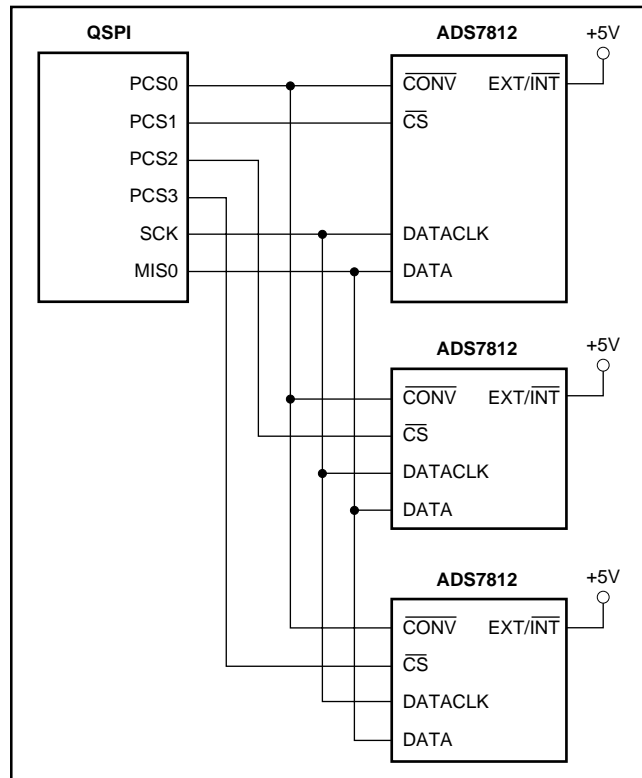 QSPI
PCS0
PCS1
PCS2
PCS3
SCK
MIS0
ADS7812
+5V
CONV EXT/INT
CS
DATACLK
DATA
ADS7812
+5V
CONV EXT/INT
CS
DATACLK
DATA
ADS7812
+5V
CONV EXT/INT
CS
DATACLK
DATA